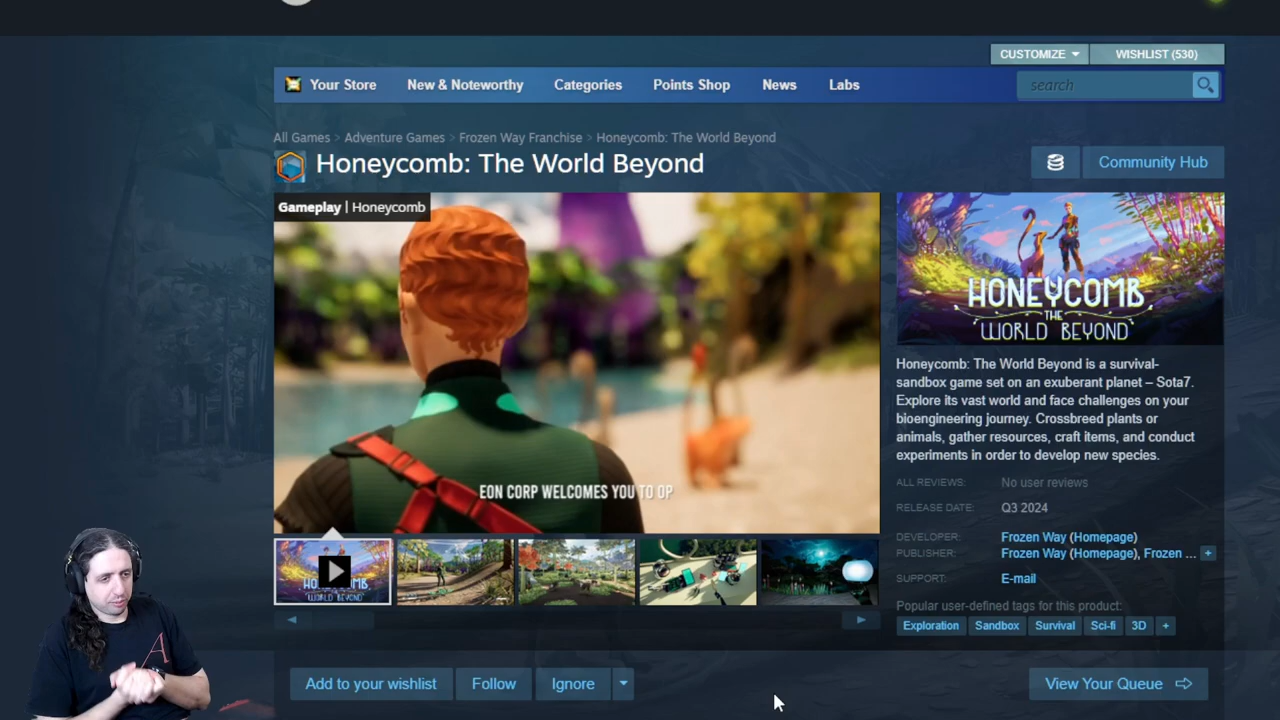 CUSTOMIZE
WISHLIST (530)
Your Store
New & Noteworthy
Categories
Points Shop
News
Labs
search
All Games > Adventure Games > Frozen Way Franchise > Honeycomb: The World Beyond
Honeycomb: The World Beyond
Community Hub
Gameplay | Honeycomb
EON CORP WELCOMES YOU TO OP
HONEYCOMB
THE
WORLD BEYOND
Honeycomb: The World Beyond is a survival-
sandbox game set on an exuberant planet – Sota7.
Explore its vast world and face challenges on your
bioengineering journey. Crossbreed plants or
animals, gather resources, craft items, and conduct
experiments in order to develop new species.
ALL REVIEWS: No user reviews
RELEASE DATE: Q3 2024
DEVELOPER: Frozen Way (Homepage)
PUBLISHER: Frozen Way (Homepage), Frozen ... +
SUPPORT: E-mail
Popular user-defined tags for this product:
Exploration Sandbox Survival Sci-fi 3D +
Add to your wishlist
Follow
Ignore
View Your Queue
A